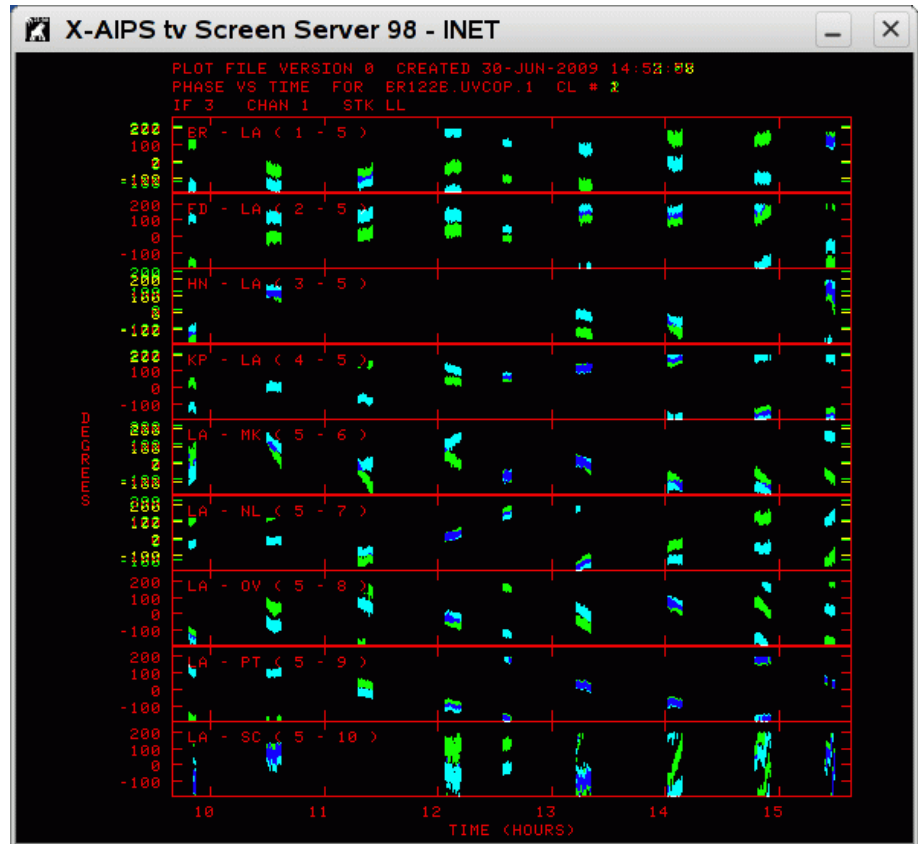 X-AIPS tv Screen Server 98 - INET
PLOT FILE VERSION 0 CREATED 30-JUN-2009
PHASE VS TIME FOR BR122B.UVCOP.1 CL #
IF 3 CHAN 1 STK LL
BR - LA ( 1 - 5 )
100
FD - LA ( 2 - 5 )
200
100
0
-100
HN - LA ( 3 - 5 )
KP - LA ( 4 - 5 )
100
0
-100
LA - MK ( 5 - 6 )
LA - NL ( 5 - 7 )
LA - OV ( 5 - 8 )
200
100
0
-100
LA - PT ( 5 - 9 )
200
100
0
-100
LA - SC ( 5 - 10 )
200
100
0
-100
DEGREES
10 11 12 13 14 15
TIME (HOURS)